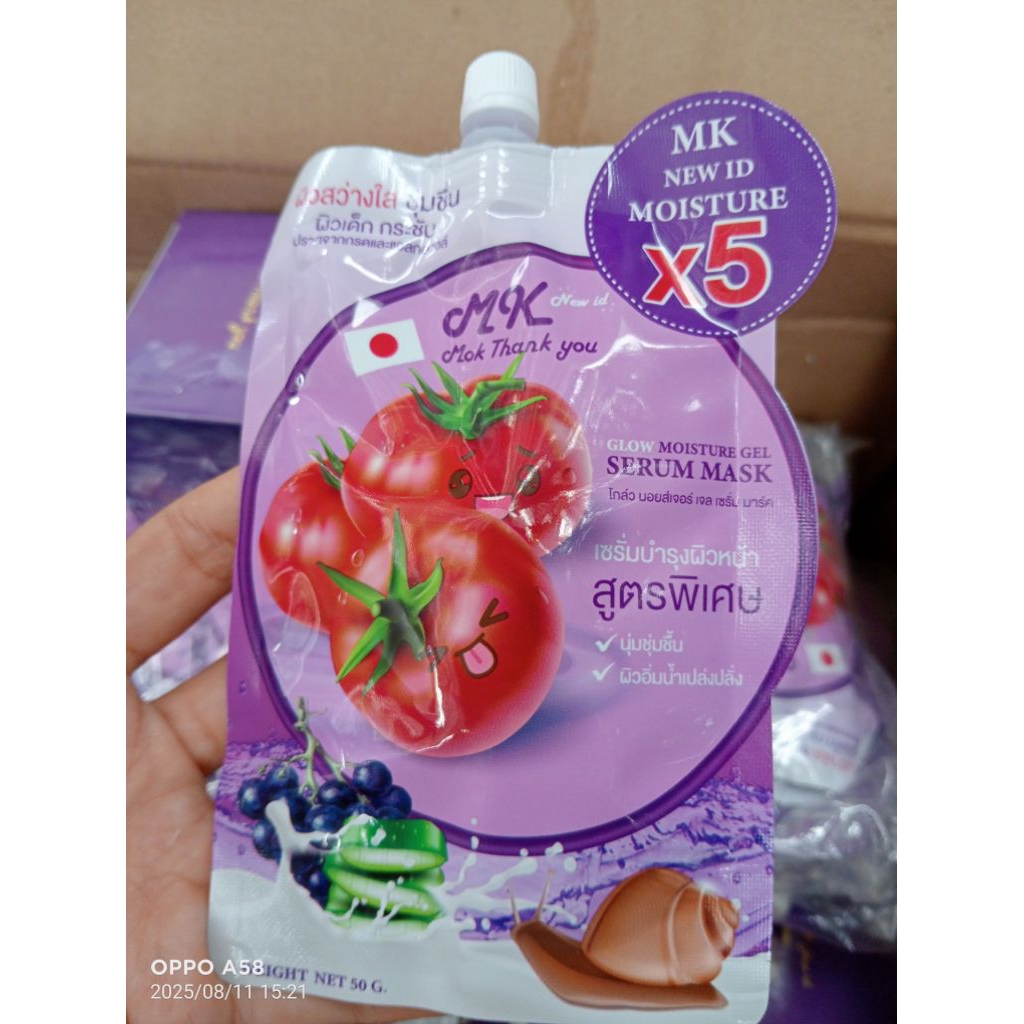 ผิวสว่างใส ชุ่มชื่น
ผิวเด็ก กระชับ
MK
NEW ID
MOISTURE
x5
MK New id
Mok Thank you
GLOW MOISTURE GEL
SERUM MASK
โกล์ว มอยส์เจอร์ เจล เซรั่ม มาร์ค
เซรั่มบำรุงผิวหน้า
สูตรพิเศษ
นุ่มชุ่มชื้น
ผิวอิ่มน้ำเปล่งปลั่ง
WEIGHT NET 50 G.
OPPO A58
2025/08/11 15:21